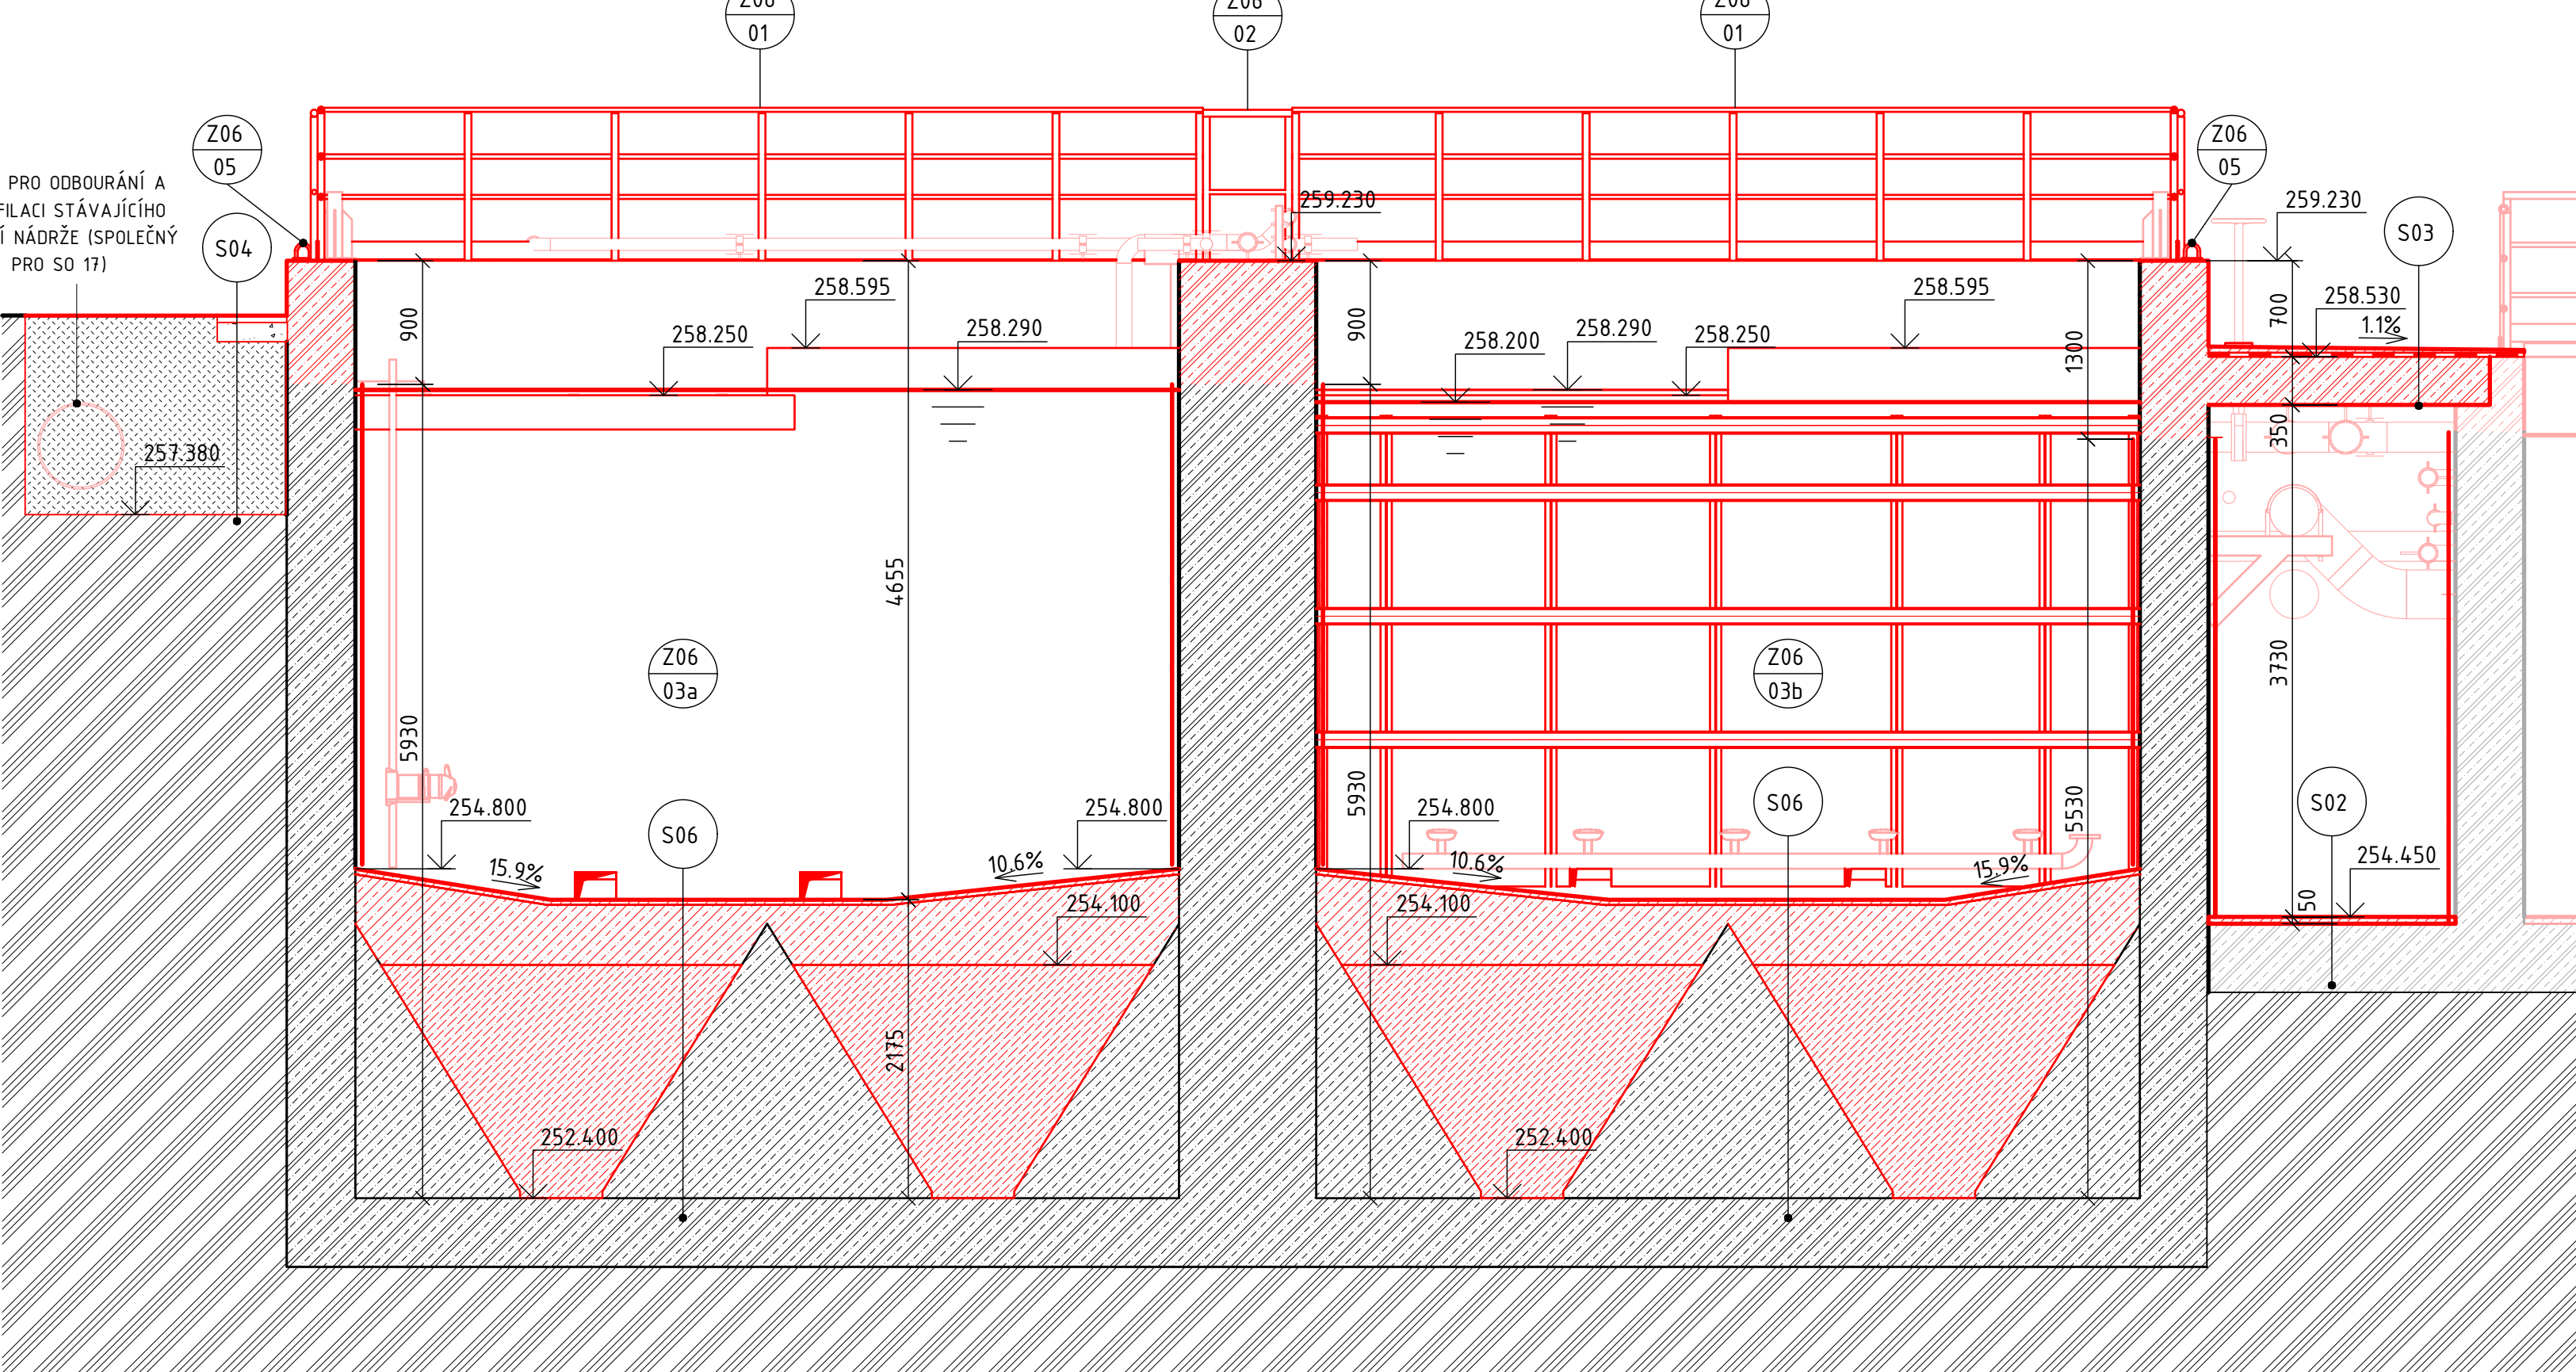 Z06
01
Z06
02
Z06
01
Z06
05
Z06
05
PRO ODBOURÁNÍ A
FILACI STÁVAJÍCÍHO
Í NÁDRŽE (SPOLEČNÝ
PRO SO 17)
S04
S03
259.230
259.230
258.595
258.595
258.530
1.1%
700
900
900
1300
258.250
258.290
258.200
258.290
258.250
350
257.380
4655
Z06
03a
Z06
03b
3730
5930
5930
5530
S06
S06
S02
254.800
254.800
254.800
254.450
15.9%
10.6%
10.6%
15.9%
50
254.100
254.100
2175
252.400
252.400